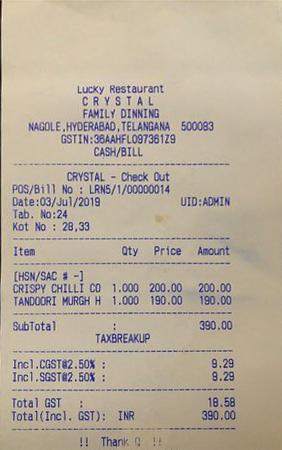 Lucky Restaurant
C R Y S T A L
FAMILY DINNING
NAGOLE,HYDERABAD,TELANGANA 500083
GSTIN:36AAHFL097361Z9
CASH/BILL
CRYSTAL - Check Out
POS/Bill No : LRN5/1/00000014
Date:03/Jul/2019 UID:ADMIN
Tab. No:24
Kot No : 28,33
Item Qty Price Amount
[HSN/SAC # -]
CRISPY CHILLI CO 1.000 200.00 200.00
TANDOORI MURGH H 1.000 190.00 190.00
SubTotal : 390.00
TAXBREAKUP
Incl.CGST@2.50% : 9.29
Incl.SGST@2.50% : 9.29
Total GST : 18.58
Total(Incl. GST): INR 390.00
!! Thank Q !!